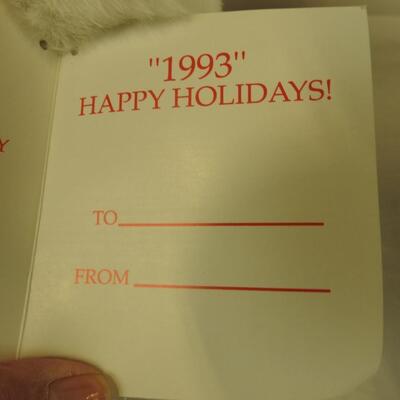 "1993"
HAPPY HOLIDAYS!
TO
FROM